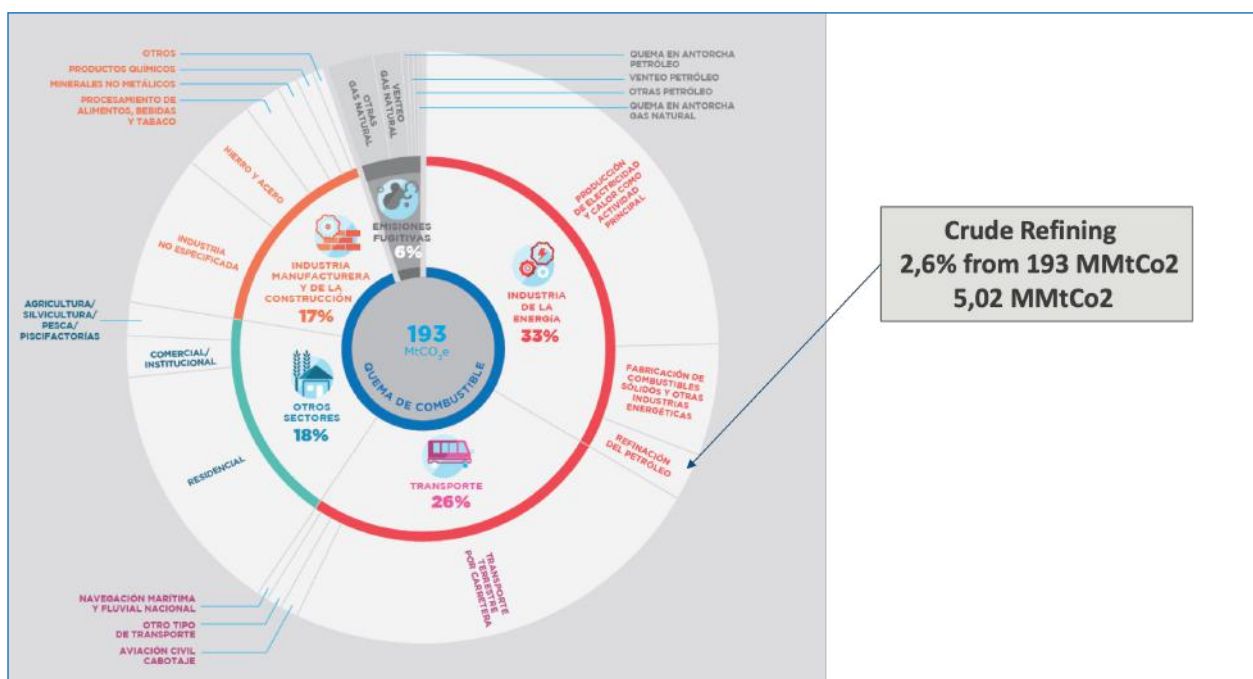 OTROS
PRODUCTOS QUÍMICOS
MINERALES NO METÁLICOS
PROCESAMIENTO DE
ALIMENTOS, BEBIDAS
Y TABACO
HIERRO Y ACERO
INDUSTRIA
NO ESPECIFICADA
AGRICULTURA/
SILVICULTURA/
PESCA/
PISCIFACTORÍAS
COMERCIAL/
INSTITUCIONAL
RESIDENCIAL
NAVEGACIÓN MARÍTIMA
Y FLUVIAL NACIONAL
OTRO TIPO
DE TRANSPORTE
AVIACIÓN CIVIL
CABOTAJE
OTRAS
GAS NATURAL
VENTEO
GAS NATURAL
QUEMA EN ANTORCHA
PETRÓLEO
VENTEO PETRÓLEO
OTRAS PETRÓLEO
QUEMA EN ANTORCHA
GAS NATURAL
EMISIONES
FUGITIVAS
6%
INDUSTRIA
MANUFACTURERA
Y DE LA
CONSTRUCCIÓN
17%
OTROS
SECTORES
18%
193
MtCO₂e
QUEMA DE COMBUSTIBLE
INDUSTRIA
DE LA
ENERGÍA
33%
TRANSPORTE
26%
PRODUCCIÓN
DE ELECTRICIDAD
Y CALOR COMO
ACTIVIDAD
PRINCIPAL
FABRICACIÓN DE
COMBUSTIBLES
SÓLIDOS Y OTRAS
INDUSTRIAS
ENERGÉTICAS
REFINACIÓN
DEL PETRÓLEO
TRANSPORTE
TERRESTRE
POR CARRETERA
Crude Refining
2,6% from 193 MMtCo2
5,02 MMtCo2